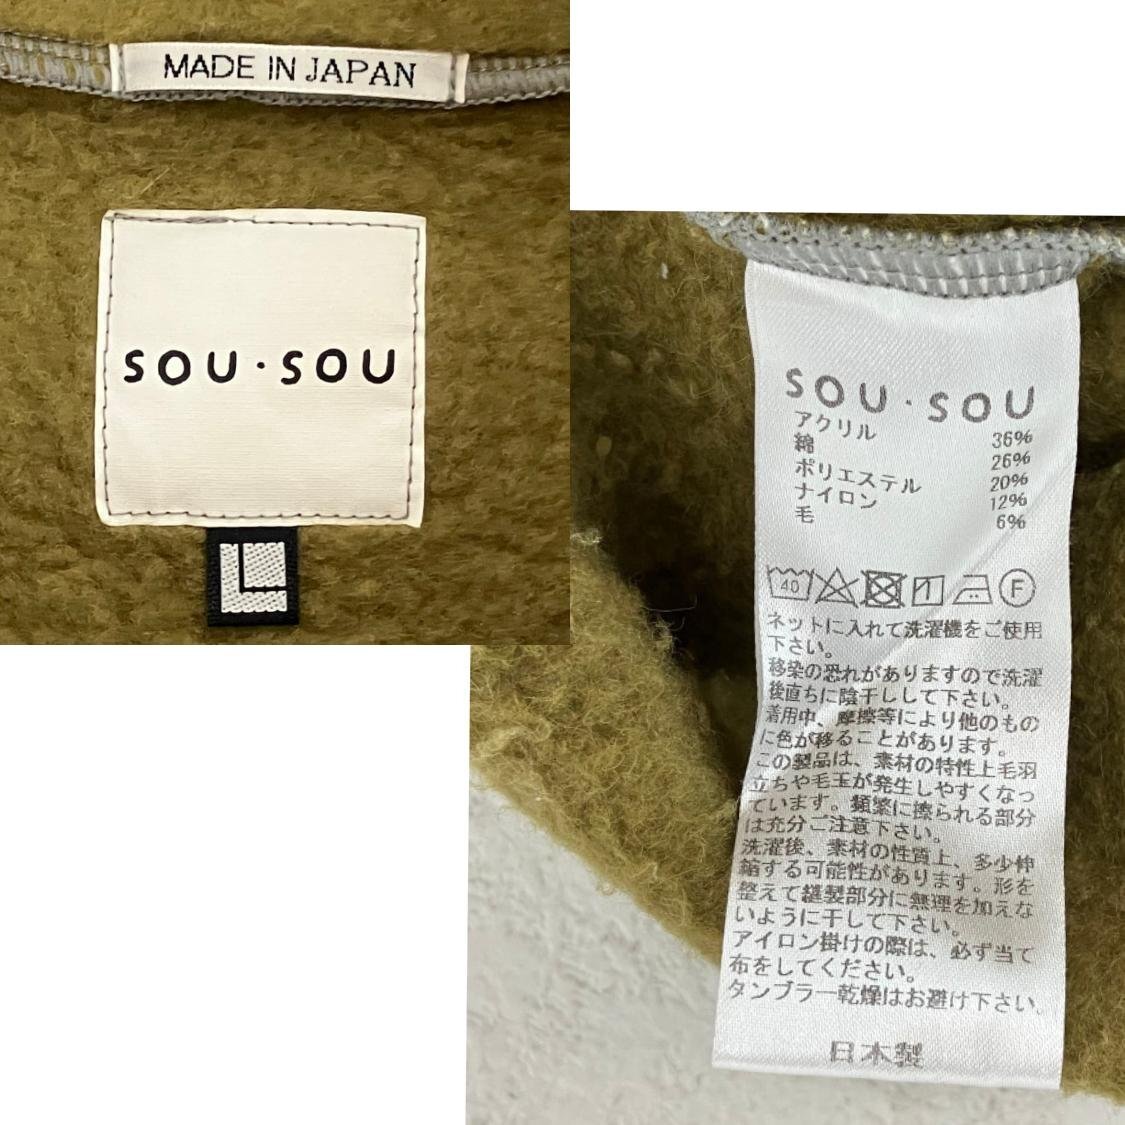 MADE IN JAPAN
SOU・SOU
L
SOU・SOU
アクリル 36%
綿 26%
ポリエステル 20%
ナイロン 12%
毛 6%
40 F
ネットに入れて洗濯機をご使用
下さい。
移染の恐れがありますので洗濯
後直ちに陰干しして下さい。
着用中、摩擦等により他のもの
に色が移ることがあります。
この製品は、素材の特性上毛羽
立ちや毛玉が発生しやすくなっ
ています。頻繁に擦られる部分
は充分ご注意下さい。
洗濯後、素材の性質上、多少伸
縮する可能性があります。形を
整えて縫製部分に無理を加えな
いように干して下さい。
アイロン掛けの際は、必ず当て
布をしてください。
タンブラー乾燥はお避け下さい。
日本製